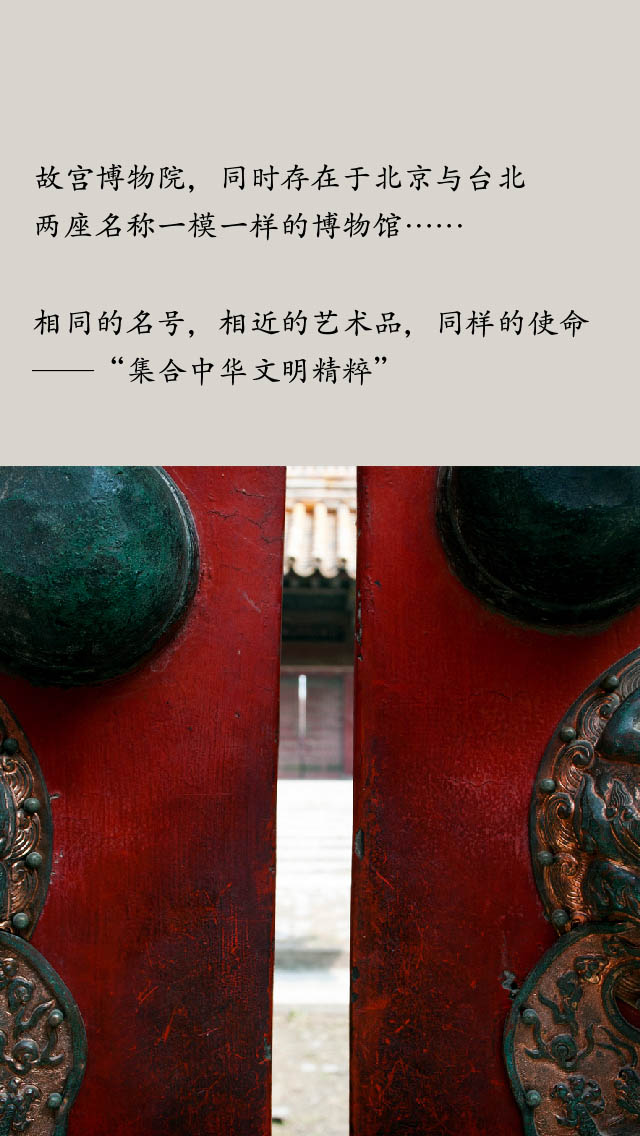 故宫博物院，同时存在于北京与台北
两座名称一模一样的博物馆……
相同的名号，相近的艺术品，同样的使命
——“集合中华文明精粹”